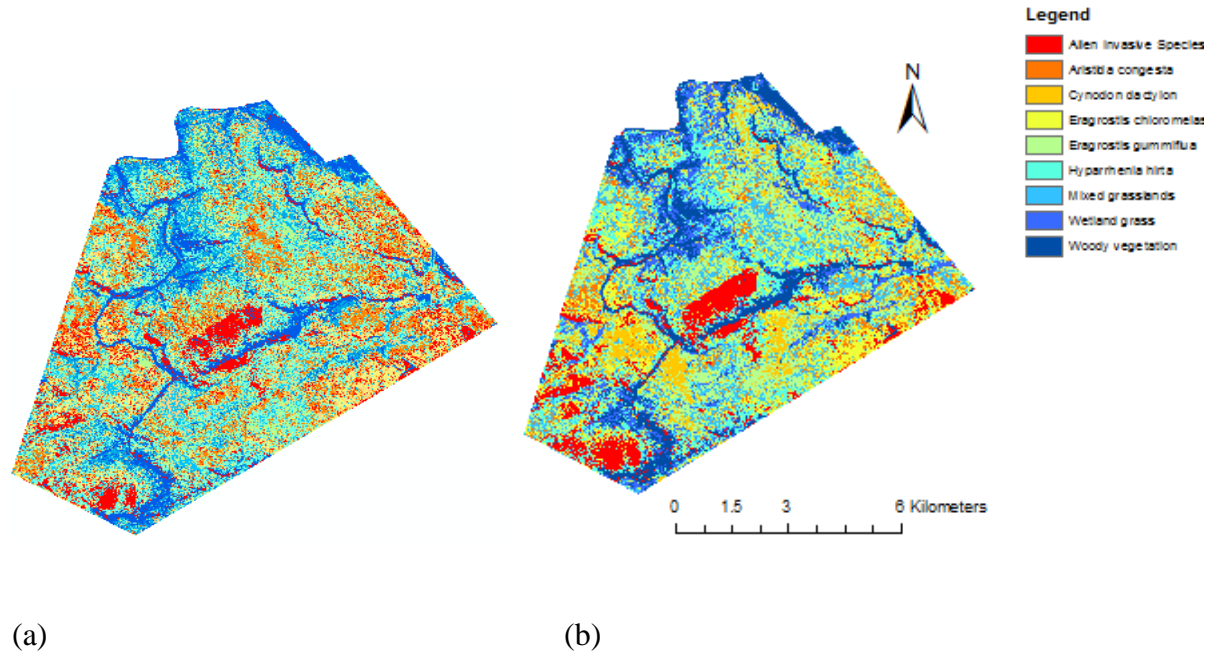 Legend
Alien Invasive Species
Aristida congesta
Cynodon dactylon
Eragrostis chloromelas
Eragrostis gummiflua
Hyparrhenia hirta
Mixed grasslands
Wetland grass
Woody vegetation
N
0 1.5 3 6 Kilometers
(a) (b)